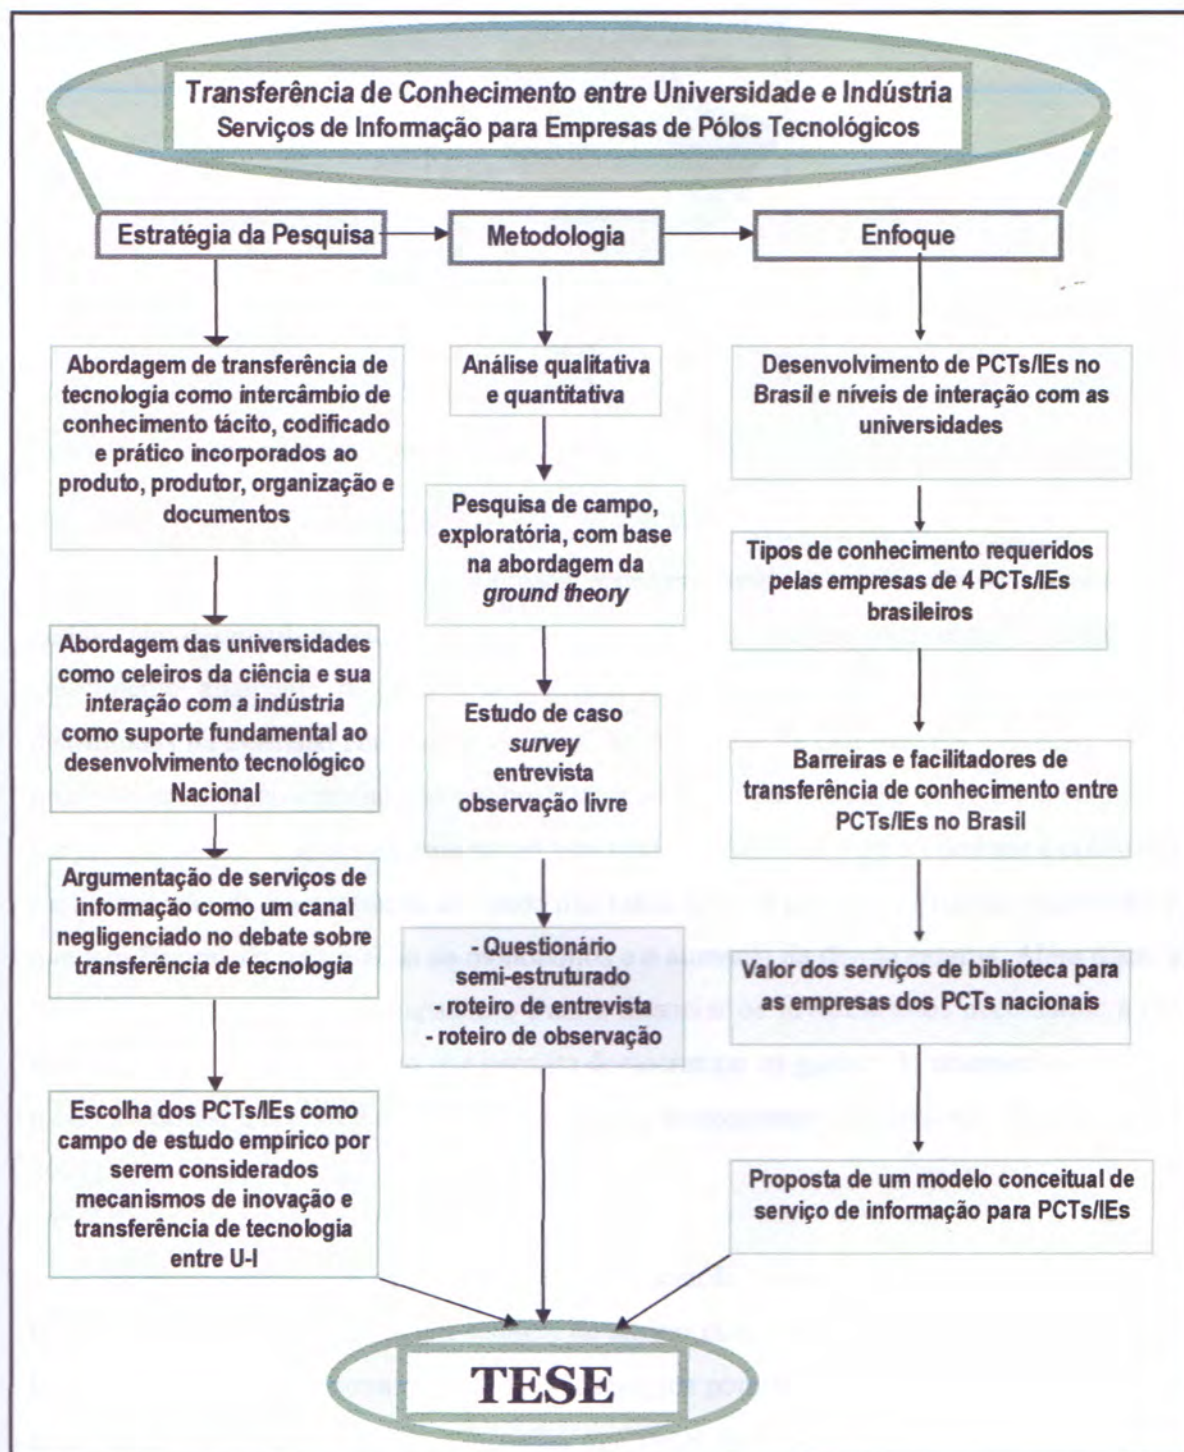 Transferência de Conhecimento entre Universidade e Indústria
Serviços de Informação para Empresas de Pólos Tecnológicos
Estratégia da Pesquisa
Metodologia
Enfoque
Abordagem de transferência de
tecnologia como intercâmbio de
conhecimento tácito, codificado
e prático incorporados ao
produto, produtor, organização e
documentos
Abordagem das universidades
como celeiros da ciência e sua
interação com a indústria
como suporte fundamental ao
desenvolvimento tecnológico
Nacional
Argumentação de serviços de
informação como um canal
negligenciado no debate sobre
transferência de tecnologia
Escolha dos PCTs/IEs como
campo de estudo empírico por
serem considerados
mecanismos de inovação e
transferência de tecnologia
entre U-I
Análise qualitativa
e quantitativa
Pesquisa de campo,
exploratória, com base
na abordagem da
ground theory
Estudo de caso
survey
entrevista
observação livre
- Questionário
semi-estruturado
- roteiro de entrevista
- roteiro de observação
Desenvolvimento de PCTs/IEs no
Brasil e níveis de interação com as
universidades
Tipos de conhecimento requeridos
pelas empresas de 4 PCTs/IEs
brasileiros
Barreiras e facilitadores de
transferência de conhecimento entre
PCTs/IEs no Brasil
Valor dos serviços de biblioteca para
as empresas dos PCTs nacionais
Proposta de um modelo conceitual de
serviço de informação para PCTs/IEs
TESE